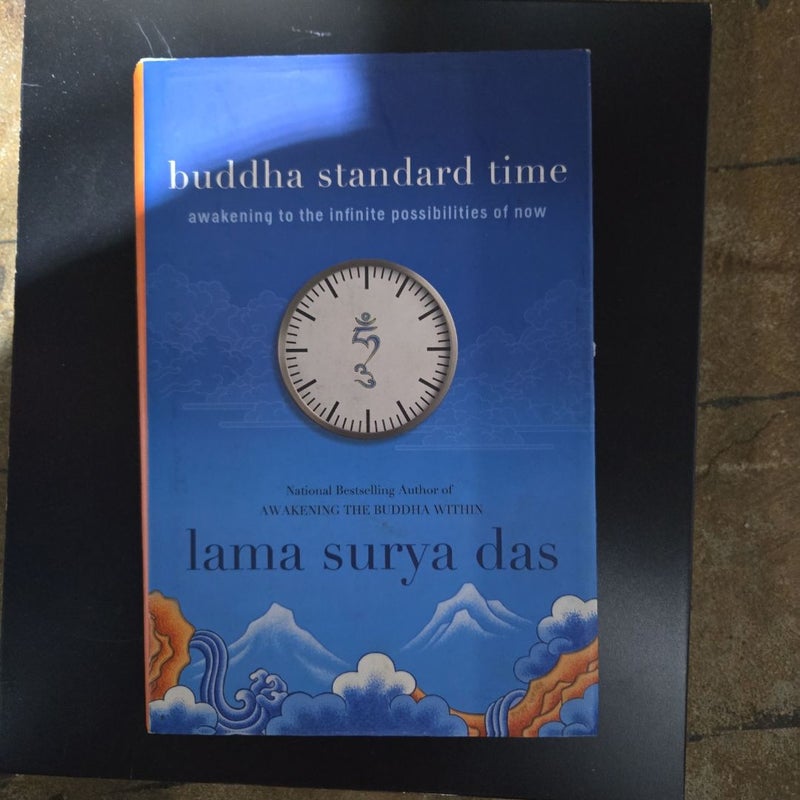 buddha standard time
awakening to the infinite possibilities of now
ཧཱུྃ
National Bestselling Author of
AWAKENING THE BUDDHA WITHIN
lama surya das